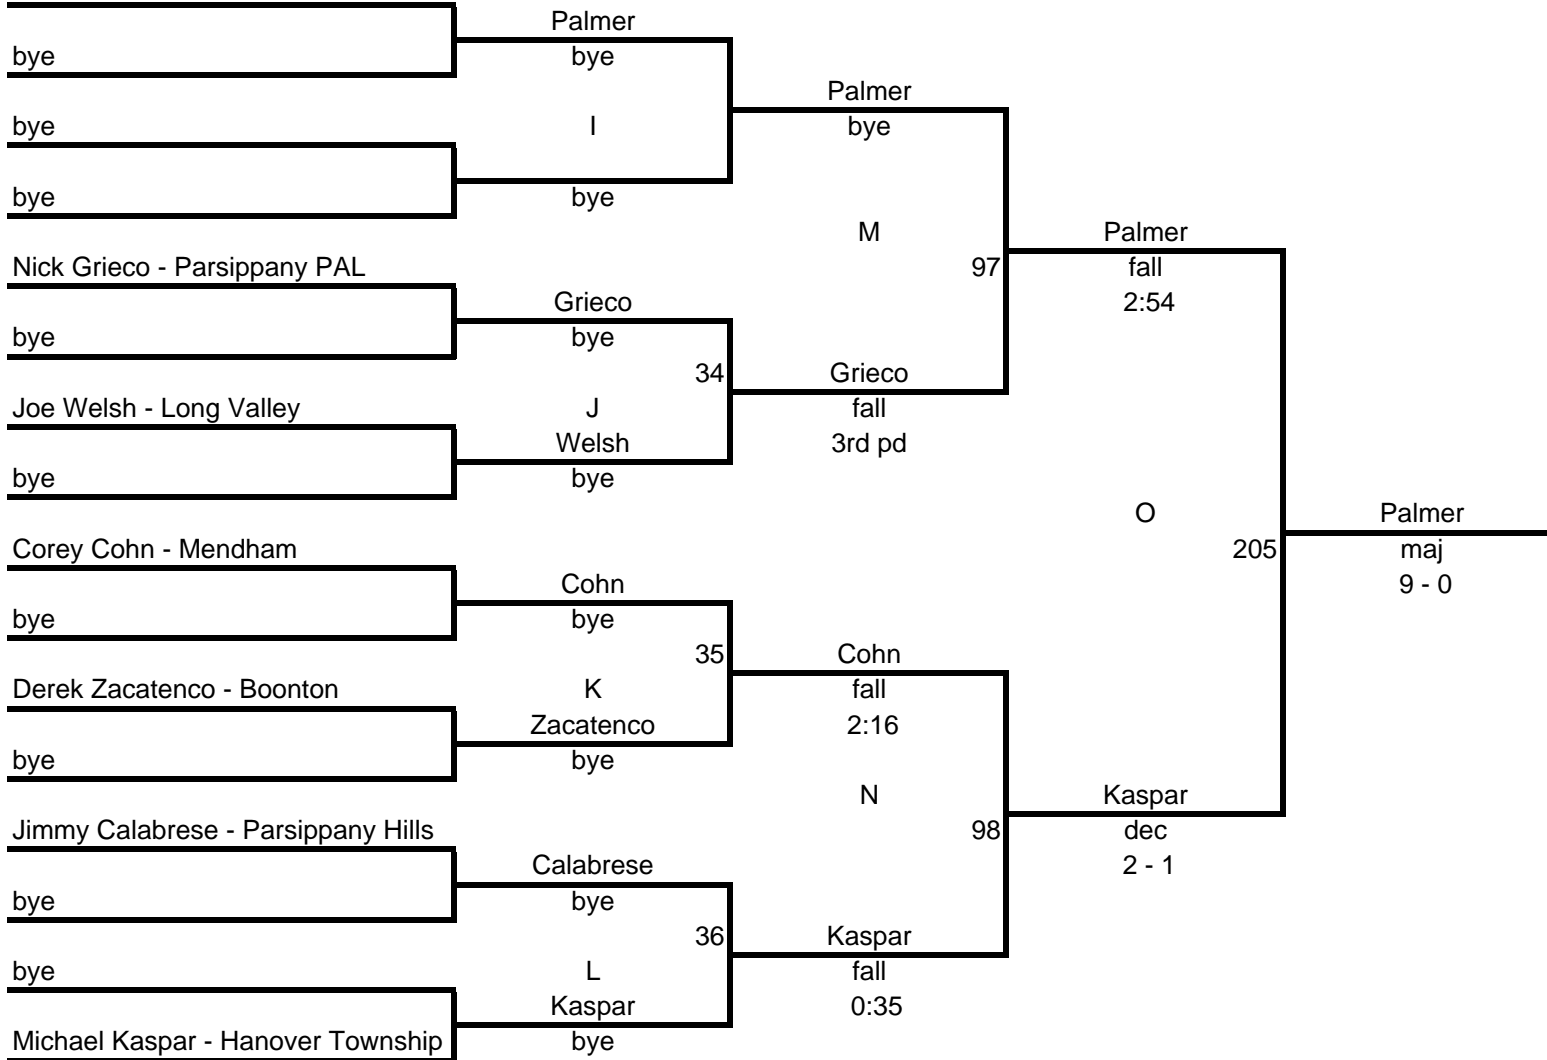 Palmer
bye
bye
Palmer
bye
I
bye
bye
bye
M
Palmer
Nick Grieco - Parsippany PAL
97
fall
Grieco
2:54
bye
bye
34
Grieco
Joe Welsh - Long Valley
J
fall
Welsh
3rd pd
bye
bye
O
Palmer
Corey Cohn - Mendham
205
maj
Cohn
9 - 0
bye
bye
35
Cohn
Derek Zacatenco - Boonton
K
fall
Zacatenco
2:16
bye
bye
N
Kaspar
Jimmy Calabrese - Parsippany Hills
98
dec
Calabrese
2 - 1
bye
bye
36
Kaspar
bye
L
fall
Kaspar
0:35
Michael Kaspar - Hanover Township
bye